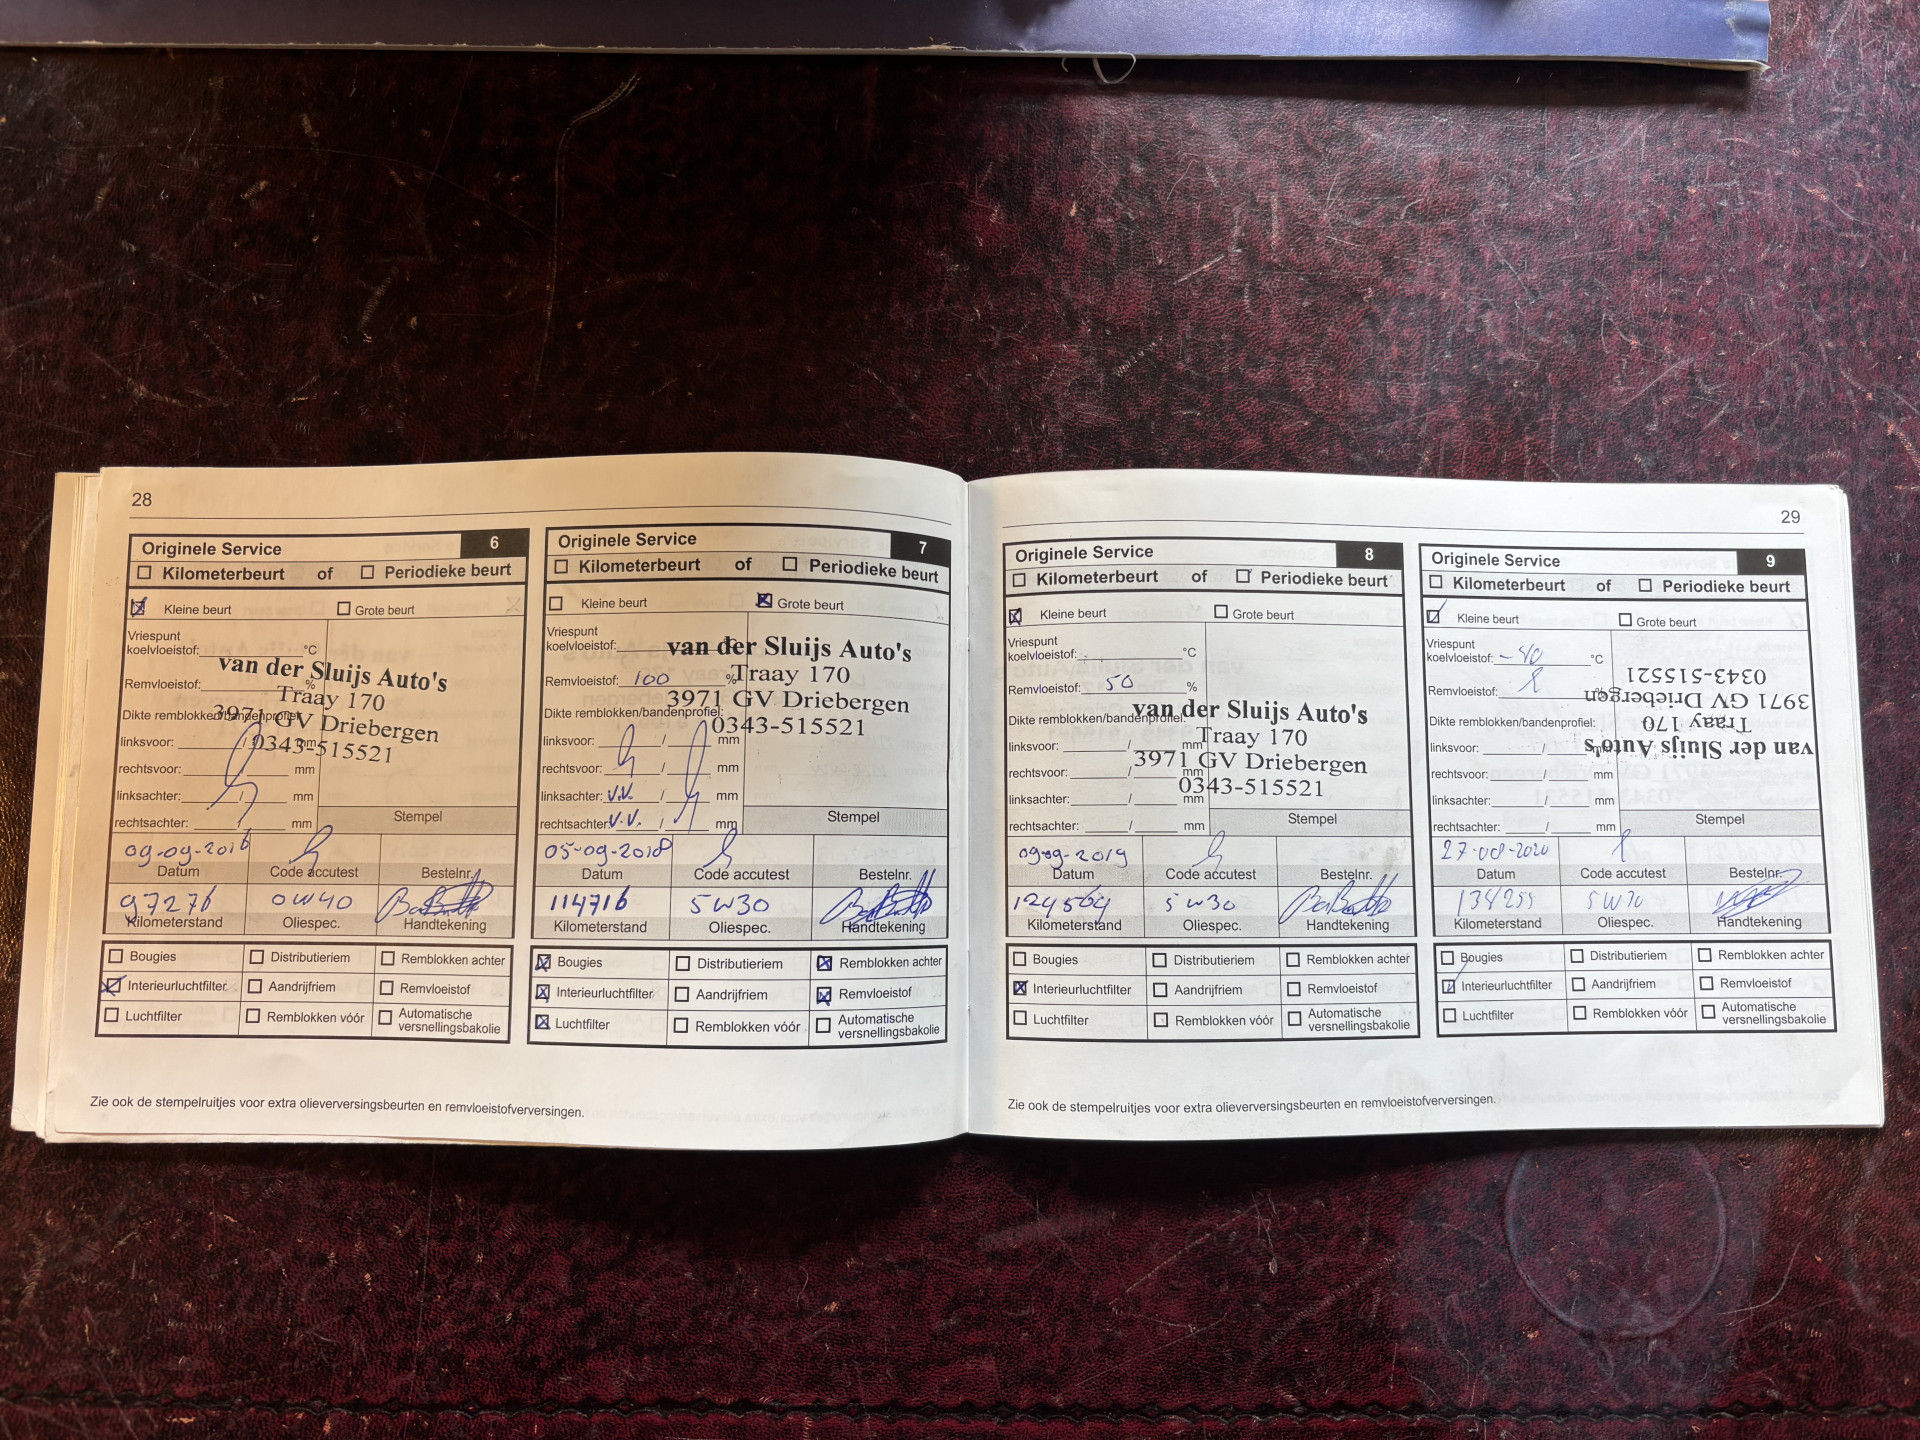 28
Originele Service 6
Kilometerbeurt of Periodieke beurt
Kleine beurt Grote beurt
Vriespunt
koelvloeistof: °C
van der Sluijs Auto's
Remvloeistof: %
Traay 170
3971 GV Driebergen
Dikte remblokken/bandenprofiel:
0343-515521
linksvoor: / mm
rechtsvoor: / mm
linksachter: / mm
rechtsachter: / mm
Stempel
09-09-2016
Datum Code accutest Bestelnr.
97276 0W40
Kilometerstand Oliespec. Handtekening
Bougies Distributieriem Remblokken achter
Interieurluchtfilter Aandrijfriem Remvloeistof
Luchtfilter Remblokken vóór Automatische
versnellingsbakolie
Originele Service 7
Kilometerbeurt of Periodieke beurt
Kleine beurt Grote beurt
Vriespunt
koelvloeistof: °C
van der Sluijs Auto's
Remvloeistof: 100 %
Traay 170
3971 GV Driebergen
Dikte remblokken/bandenprofiel:
0343-515521
linksvoor: / mm
rechtsvoor: / mm
linksachter: V.V. / mm
rechtsachter: V.V. / mm
Stempel
05-09-2018
Datum Code accutest Bestelnr.
114716 5W30
Kilometerstand Oliespec. Handtekening
Bougies Distributieriem Remblokken achter
Interieurluchtfilter Aandrijfriem Remvloeistof
Luchtfilter Remblokken vóór Automatische
versnellingsbakolie
Zie ook de stempelruitjes voor extra olieverversingsbeurten en remvloeistofverversingen.
29
Originele Service 8
Kilometerbeurt of Periodieke beurt
Kleine beurt Grote beurt
Vriespunt
koelvloeistof: °C
Remvloeistof: 50 %
Dikte remblokken/bandenprofiel:
van der Sluijs Auto's
Traay 170
3971 GV Driebergen
0343-515521
linksvoor: / mm
rechtsvoor: / mm
linksachter: / mm
rechtsachter: / mm
Stempel
09-09-2019
Datum Code accutest Bestelnr.
124564 5W30
Kilometerstand Oliespec. Handtekening
Bougies Distributieriem Remblokken achter
Interieurluchtfilter Aandrijfriem Remvloeistof
Luchtfilter Remblokken vóór Automatische
versnellingsbakolie
Originele Service 9
Kilometerbeurt of Periodieke beurt
Kleine beurt Grote beurt
Vriespunt
koelvloeistof: -40 °C
Remvloeistof: %
Dikte remblokken/bandenprofiel:
van der Sluijs Auto's
Traay 170
3971 GV Driebergen
0343-515521
linksvoor: / mm
rechtsvoor: / mm
linksachter: / mm
rechtsachter: / mm
Stempel
27-08-2020
Datum Code accutest Bestelnr.
134255 5W30
Kilometerstand Oliespec. Handtekening
Bougies Distributieriem Remblokken achter
Interieurluchtfilter Aandrijfriem Remvloeistof
Luchtfilter Remblokken vóór Automatische
versnellingsbakolie
Zie ook de stempelruitjes voor extra olieverversingsbeurten en remvloeistofverversingen.